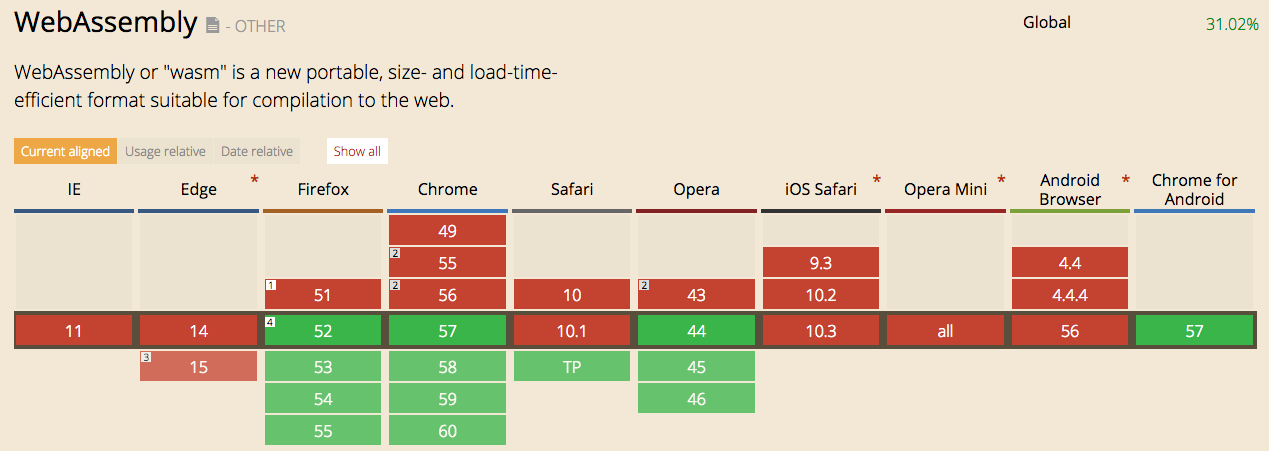 WebAssembly - OTHER
Global 31.02%
WebAssembly or "wasm" is a new portable, size- and load-time-
efficient format suitable for compilation to the web.
Current aligned Usage relative Date relative Show all
IE Edge * Firefox Chrome Safari Opera iOS Safari * Opera Mini * Android Browser * Chrome for Android
49
2 55 9.3 4.4
1 51 2 56 10 2 43 10.2 4.4.4
11 14 4 52 57 10.1 44 10.3 all 56 57
3 15 53 58 TP 45
54 59 46
55 60